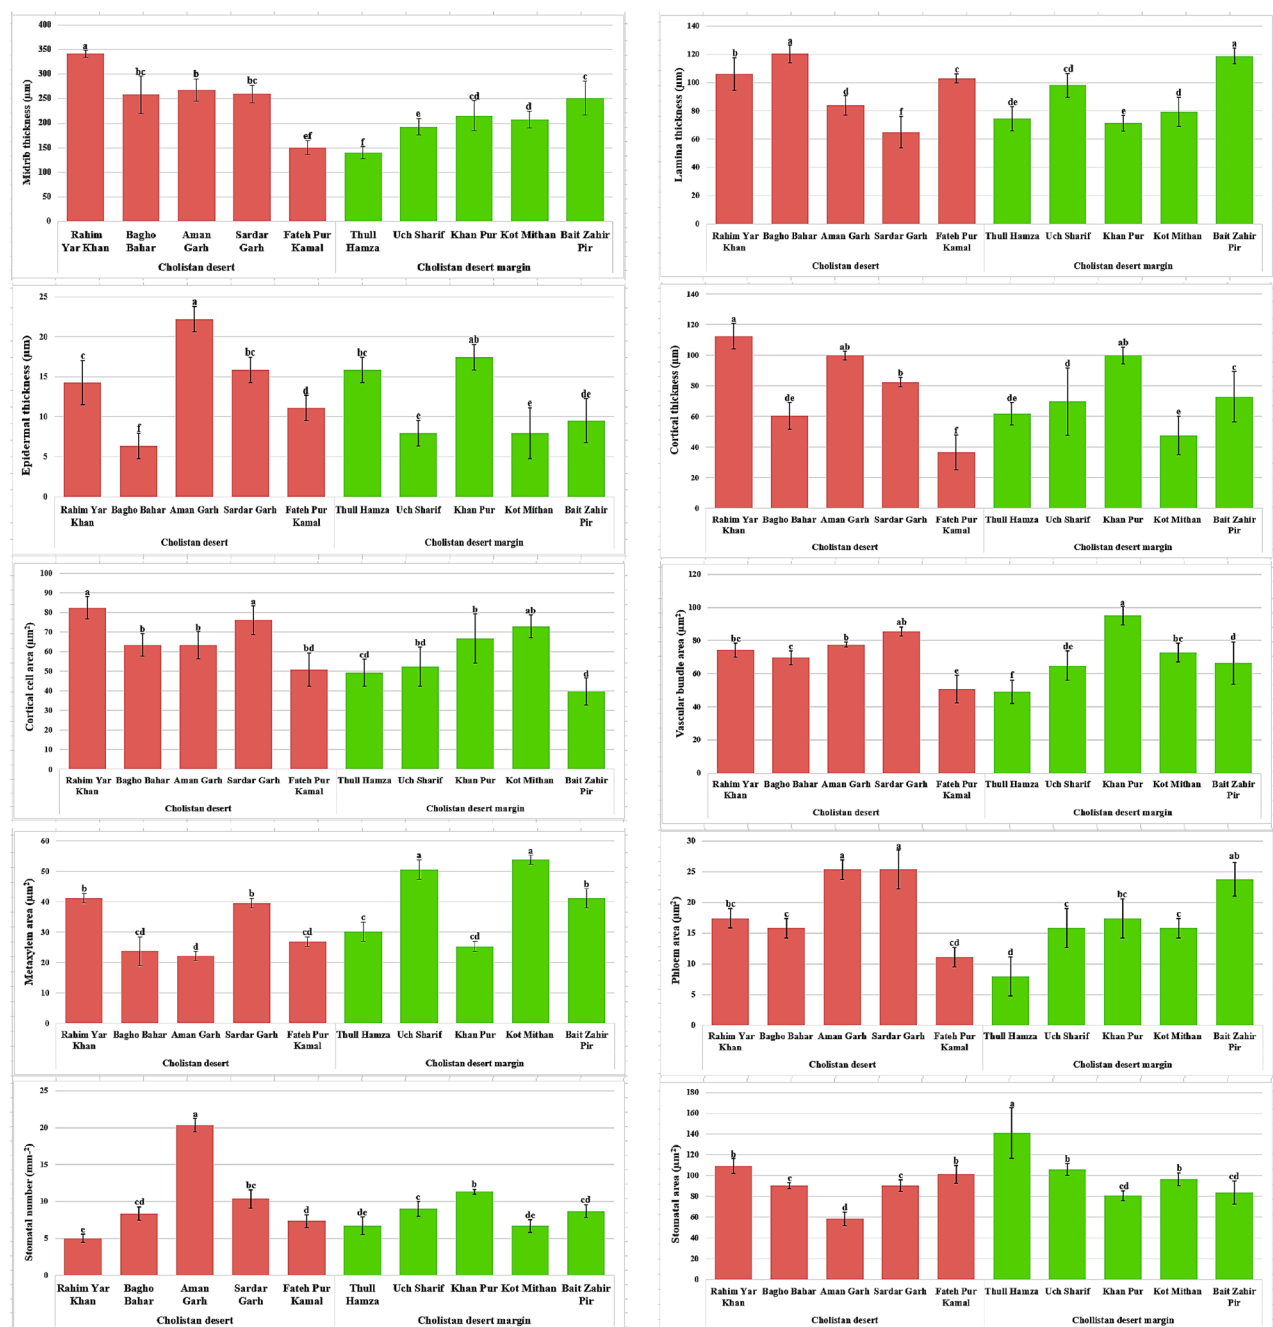 Midrib thickness (µm)
400
350
300
250
200
150
100
50
0
a
bc
b
bc
ef
f
e
cd
d
c
Rahim Yar Khan
Bagho Bahar
Aman Garh
Sardar Garh
Fateh Pur Kamal
Thull Hamza
Uch Sharif
Khan Pur
Kot Mithan
Bait Zahir Pir
Cholistan desert
Cholistan desert margin
Lamina thickness (µm)
140
120
100
80
60
40
20
0
b
a
d
f
c
de
cd
e
d
a
Rahim Yar Khan
Bagho Bahar
Aman Garh
Sardar Garh
Fateh Pur Kamal
Thull Hamza
Uch Sharif
Khan Pur
Kot Mithan
Bait Zahir Pir
Cholistan desert
Cholistan desert margin
Epidermal thickness (µm)
25
20
15
10
5
0
c
f
a
bc
d
bc
e
ab
e
de
Rahim Yar Khan
Bagho Bahar
Aman Garh
Sardar Garh
Fateh Pur Kamal
Thull Hamza
Uch Sharif
Khan Pur
Kot Mithan
Bait Zahir Pir
Cholistan desert
Cholistan desert margin
Cortical thickness (µm)
140
120
100
80
60
40
20
0
a
de
ab
b
f
de
d
ab
e
c
Rahim Yar Khan
Bagho Bahar
Aman Garh
Sardar Garh
Fateh Pur Kamal
Thull Hamza
Uch Sharif
Khan Pur
Kot Mithan
Bait Zahir Pir
Cholistan desert
Cholistan desert margin
Cortical cell area (µm²)
100
90
80
70
60
50
40
30
20
10
0
a
b
b
a
bd
cd
bd
b
ab
d
Rahim Yar Khan
Bagho Bahar
Aman Garh
Sardar Garh
Fateh Pur Kamal
Thull Hamza
Uch Sharif
Khan Pur
Kot Mithan
Bait Zahir Pir
Cholistan desert
Cholistan desert margin
Vascular bundle area (µm²)
120
100
80
60
40
20
0
bc
c
b
ab
e
f
de
a
bc
d
Rahim Yar Khan
Bagho Bahar
Aman Garh
Sardar Garh
Fateh Pur Kamal
Thull Hamza
Uch Sharif
Khan Pur
Kot Mithan
Bait Zahir Pir
Cholistan desert
Cholistan desert margin
Metaxylem area (µm²)
60
50
40
30
20
10
0
b
cd
d
b
cd
c
a
cd
a
b
Rahim Yar Khan
Bagho Bahar
Aman Garh
Sardar Garh
Fateh Pur Kamal
Thull Hamza
Uch Sharif
Khan Pur
Kot Mithan
Bait Zahir Pir
Cholistan desert
Cholistan desert margin
Phloem area (µm²)
30
25
20
15
10
5
0
bc
c
a
a
cd
d
c
bc
c
ab
Rahim Yar Khan
Bagho Bahar
Aman Garh
Sardar Garh
Fateh Pur Kamal
Thull Hamza
Uch Sharif
Khan Pur
Kot Mithan
Bait Zahir Pir
Cholistan desert
Cholistan desert margin
Stomatal number (mm-²)
25
20
15
10
5
0
e
cd
a
bc
d
de
c
b
de
cd
Rahim Yar Khan
Bagho Bahar
Aman Garh
Sardar Garh
Fateh Pur Kamal
Thull Hamza
Uch Sharif
Khan Pur
Kot Mithan
Bait Zahir Pir
Cholistan desert
Cholistan desert margin
Stomatal area (µm²)
180
160
140
120
100
80
60
40
20
0
b
c
d
c
b
a
b
cd
b
cd
Rahim Yar Khan
Bagho Bahar
Aman Garh
Sardar Garh
Fateh Pur Kamal
Thull Hamza
Uch Sharif
Khan Pur
Kot Mithan
Bait Zahir Pir
Cholistan desert
Chollistan desert margin